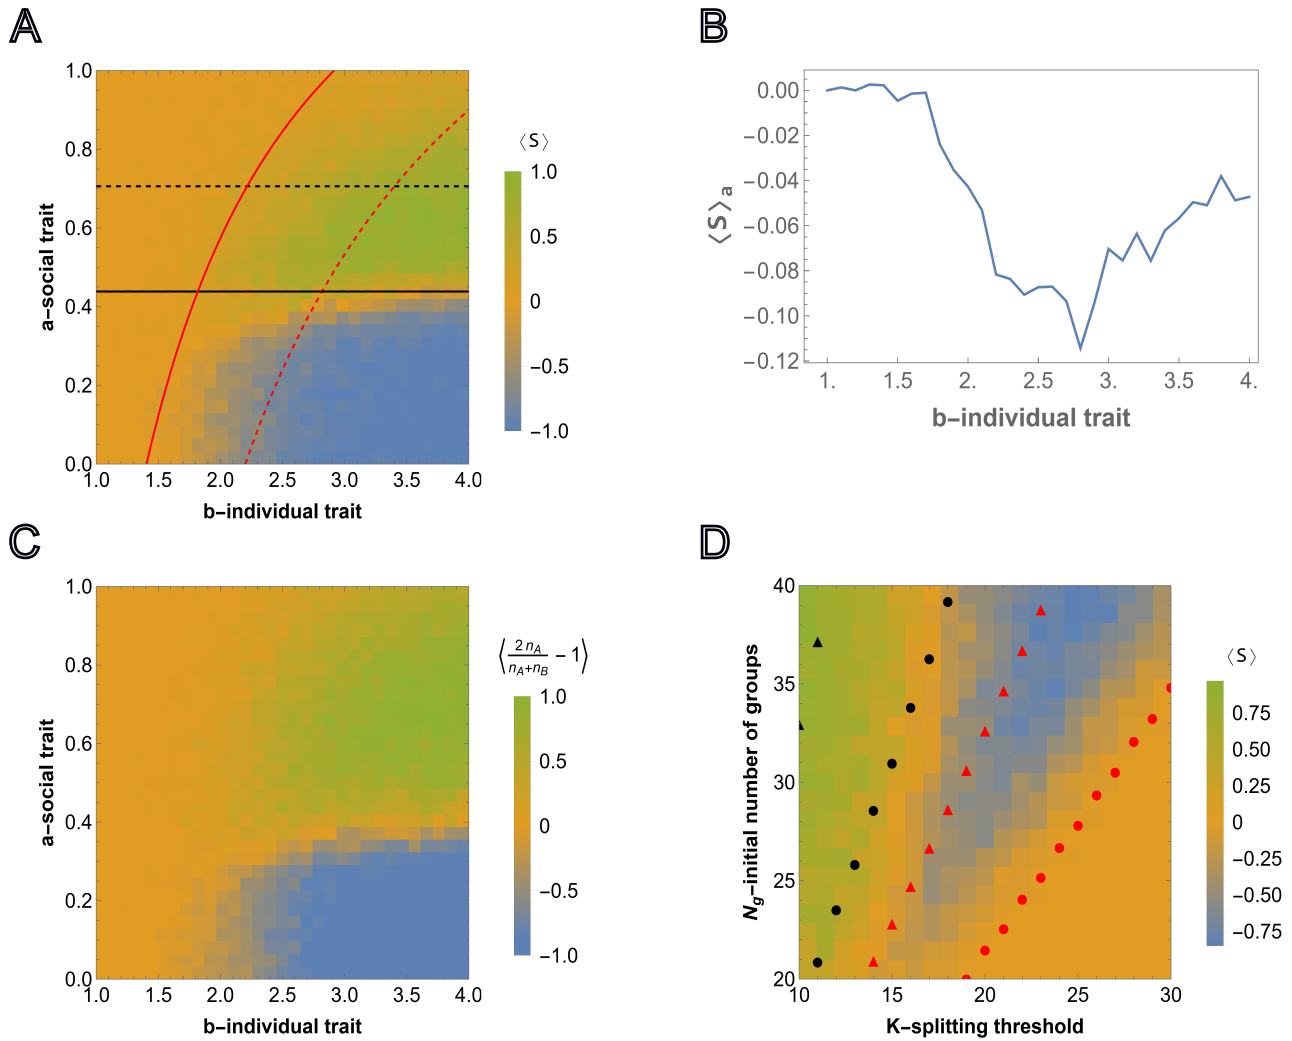 A
1.0
0.8
0.6
0.4
0.2
0.0
a–social trait
1.0 1.5 2.0 2.5 3.0 3.5 4.0
b–individual trait
⟨S⟩
1.0
0.5
0
−0.5
−1.0
B
0.00
−0.02
−0.04
−0.06
−0.08
−0.10
−0.12
⟨S⟩a
1. 1.5 2. 2.5 3. 3.5 4.
b–individual trait
C
1.0
0.8
0.6
0.4
0.2
0.0
a–social trait
1.0 1.5 2.0 2.5 3.0 3.5 4.0
b–individual trait
⟨2 nA / nA+nB − 1⟩
1.0
0.5
0
−0.5
−1.0
D
40
35
30
25
20
Ng–initial number of groups
10 15 20 25 30
K–splitting threshold
⟨S⟩
0.75
0.50
0.25
0
−0.25
−0.50
−0.75